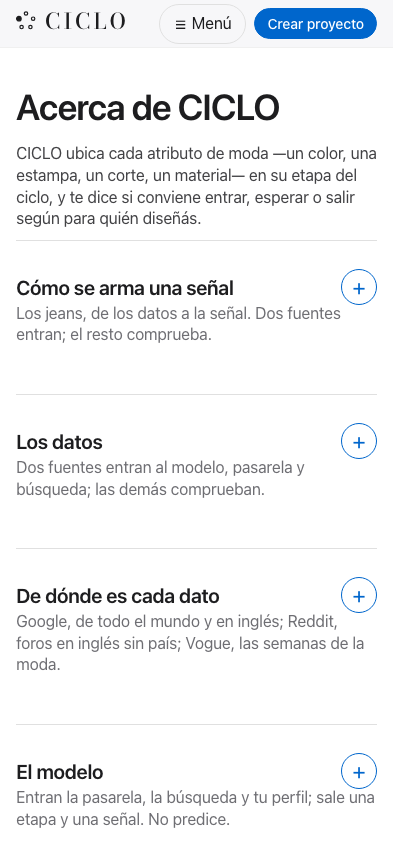 CICLO
≡ Menú
Crear proyecto
Acerca de CICLO
CICLO ubica cada atributo de moda —un color, una
estampa, un corte, un material— en su etapa del
ciclo, y te dice si conviene entrar, esperar o salir
según para quién diseñás.
Cómo se arma una señal
+
Los jeans, de los datos a la señal. Dos fuentes
entran; el resto comprueba.
Los datos
+
Dos fuentes entran al modelo, pasarela y
búsqueda; las demás comprueban.
De dónde es cada dato
+
Google, de todo el mundo y en inglés; Reddit,
foros en inglés sin país; Vogue, las semanas de la
moda.
El modelo
+
Entran la pasarela, la búsqueda y tu perfil; sale una
etapa y una señal. No predice.